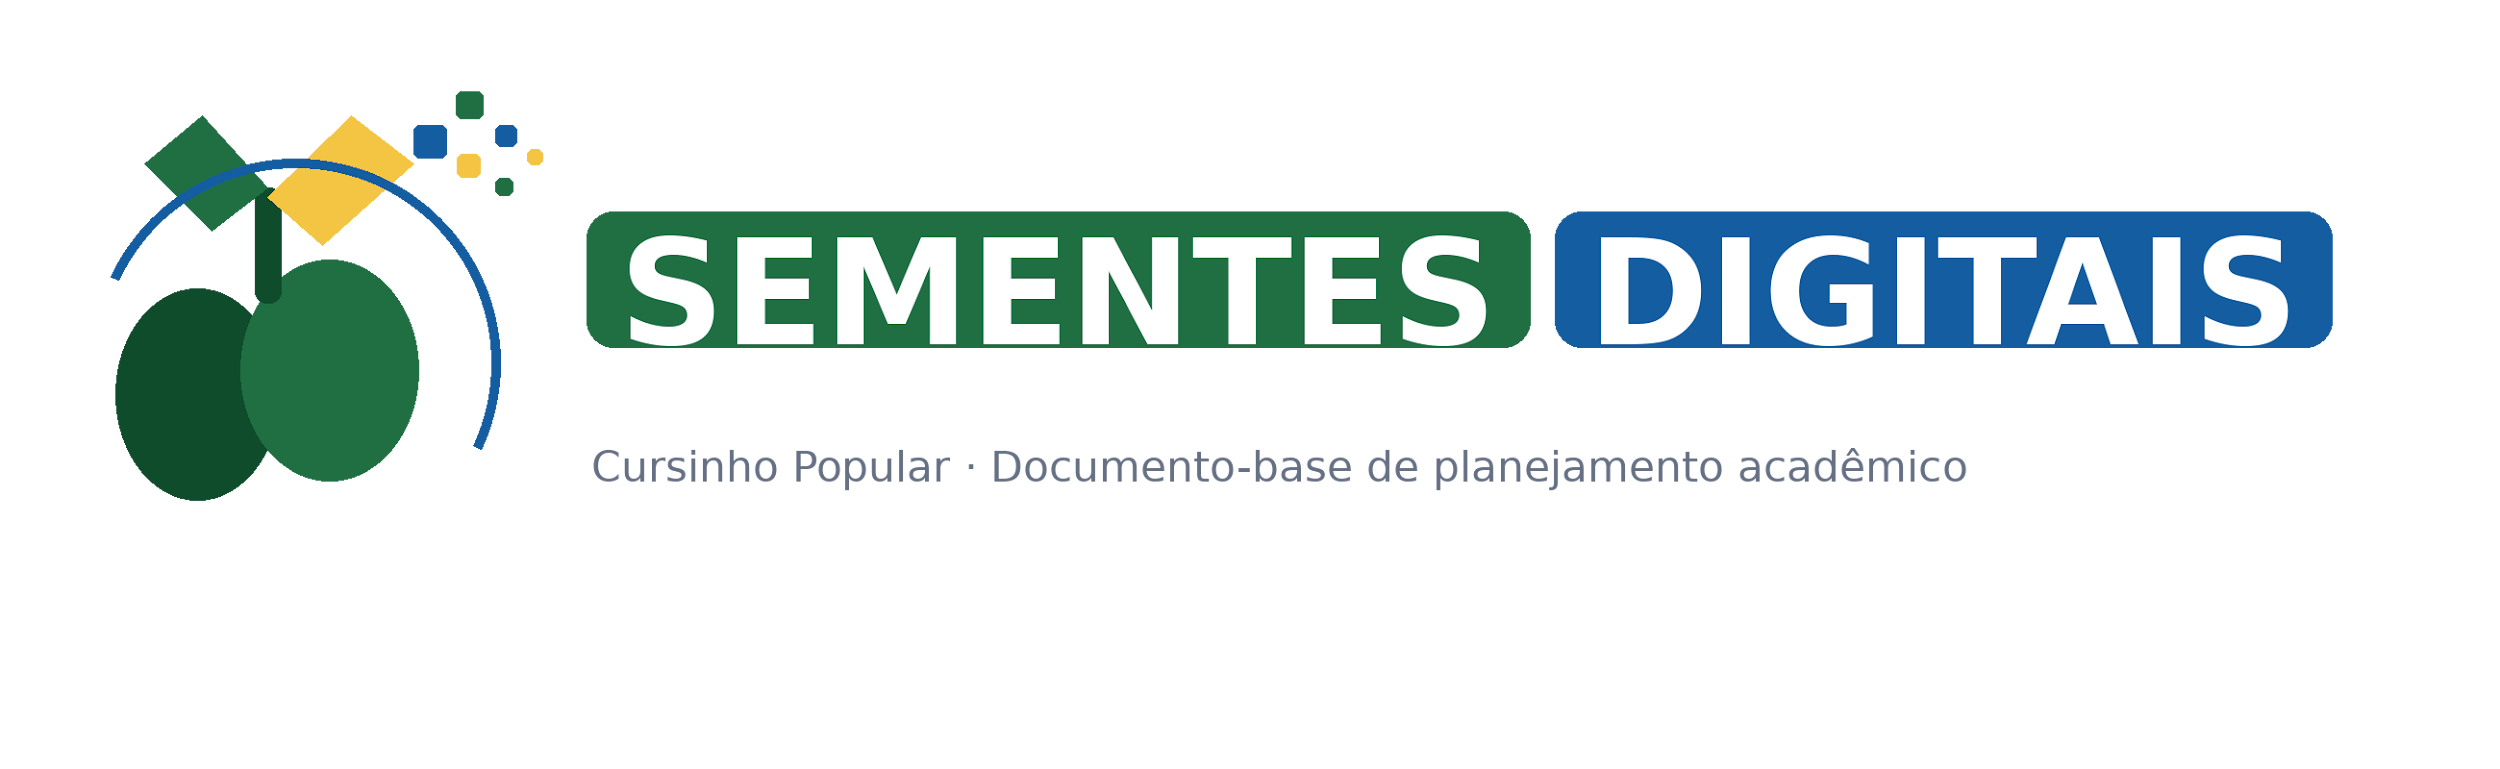 SEMENTES DIGITAIS
Cursinho Popular · Documento-base de planejamento acadêmico